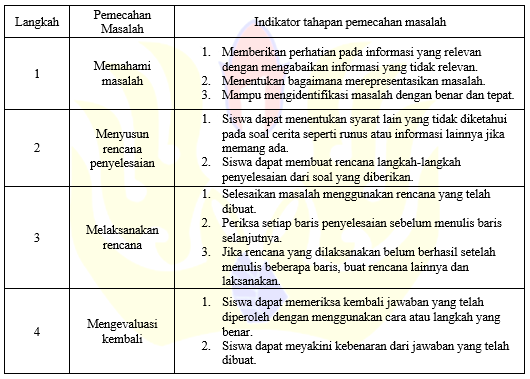 Langkah
Pemecahan
Masalah
Indikator tahapan pemecahan masalah
1
Memahami
masalah
1. Memberikan perhatian pada informasi yang relevan
dengan mengabaikan informasi yang tidak relevan.
2. Menentukan bagaimana merepresentasikan masalah.
3. Mampu mengidentifikasi masalah dengan benar dan tepat.
2
Menyusun
rencana
penyelesaian
1. Siswa dapat menentukan syarat lain yang tidak diketahui
pada soal cerita seperti runus atau informasi lainnya jika
memang ada.
2. Siswa dapat membuat rencana langkah-langkah
penyelesaian dari soal yang diberikan.
3
Melaksanakan
rencana
1. Selesaikan masalah menggunakan rencana yang telah
dibuat.
2. Periksa setiap baris penyelesaian sebelum menulis baris
selanjutnya.
3. Jika rencana yang dilaksanakan belum berhasil setelah
menulis beberapa baris, buat rencana lainnya dan
laksanakan.
4
Mengevaluasi
kembali
1. Siswa dapat memeriksa kembali jawaban yang telah
diperoleh dengan menggunakan cara atau langkah yang
benar.
2. Siswa dapat meyakini kebenaran dari jawaban yang telah
dibuat.